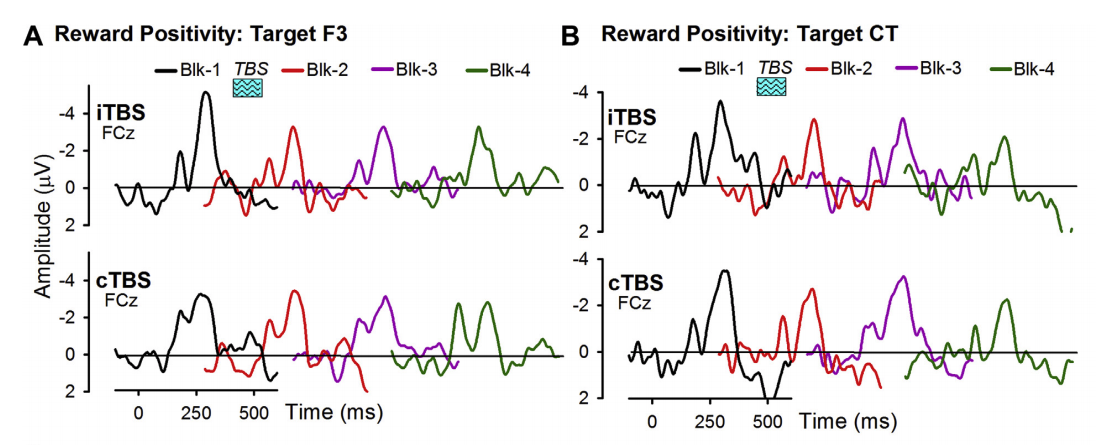 A Reward Positivity: Target F3
Blk-1 TBS Blk-2 Blk-3 Blk-4
iTBS
FCz
-4
-2
0
2
cTBS
FCz
-4
-2
0
2
Amplitude (µV)
0 250 500 Time (ms)
B Reward Positivity: Target CT
Blk-1 TBS Blk-2 Blk-3 Blk-4
iTBS
FCz
-4
-2
0
2
cTBS
FCz
-4
-2
0
2
0 250 500 Time (ms)